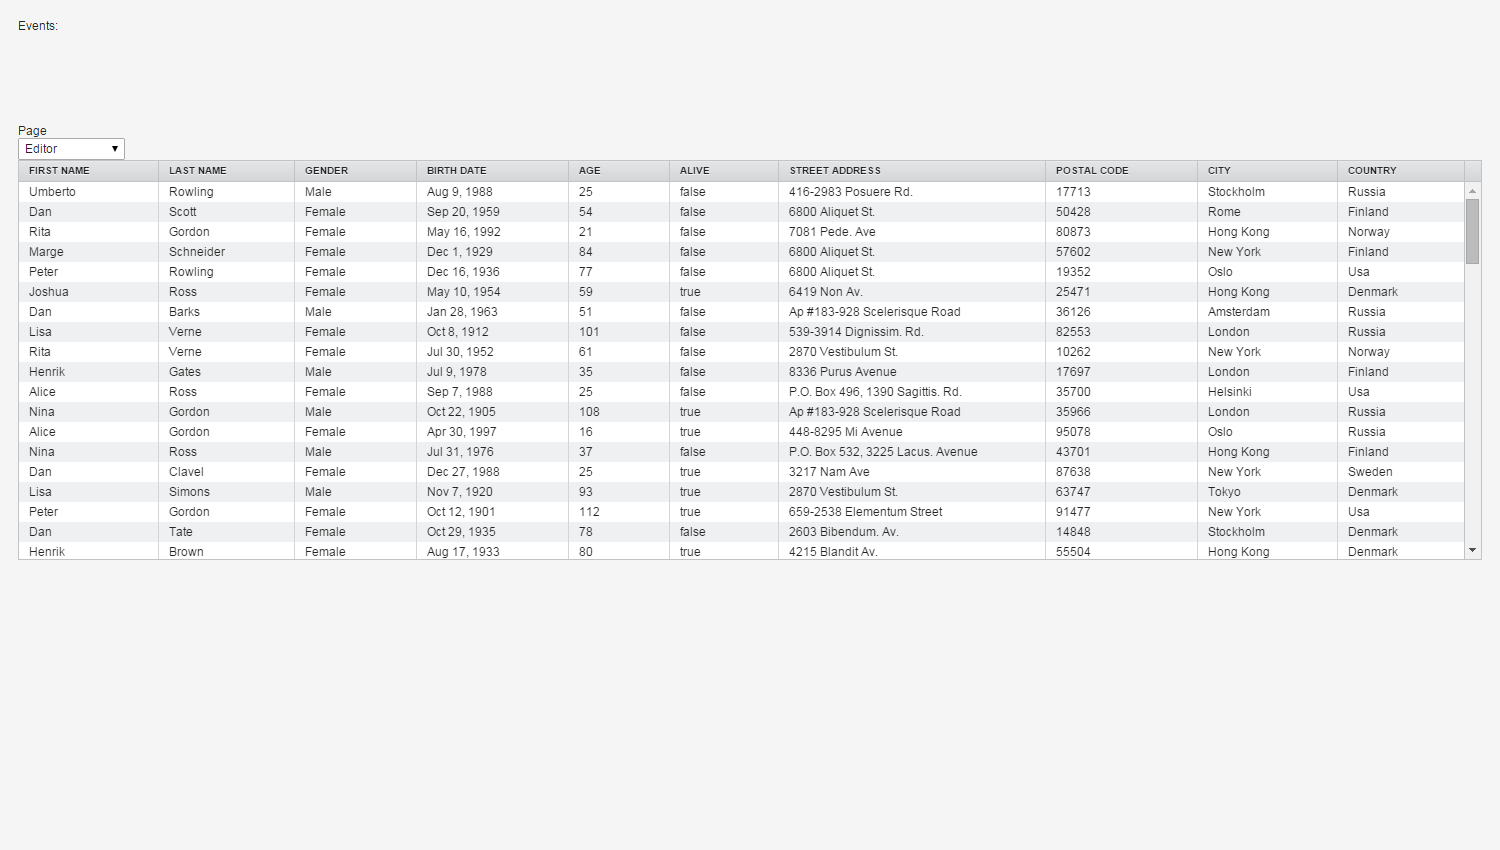 Events:
Page
Editor
FIRST NAME LAST NAME GENDER BIRTH DATE AGE ALIVE STREET ADDRESS POSTAL CODE CITY COUNTRY
Umberto Rowling Male Aug 9, 1988 25 false 416-2983 Posuere Rd. 17713 Stockholm Russia
Dan Scott Female Sep 20, 1959 54 false 6800 Aliquet St. 50428 Rome Finland
Rita Gordon Female May 16, 1992 21 false 7081 Pede. Ave 80873 Hong Kong Norway
Marge Schneider Female Dec 1, 1929 84 false 6800 Aliquet St. 57602 New York Finland
Peter Rowling Female Dec 16, 1936 77 false 6800 Aliquet St. 19352 Oslo Usa
Joshua Ross Female May 10, 1954 59 true 6419 Non Av. 25471 Hong Kong Denmark
Dan Barks Male Jan 28, 1963 51 false Ap #183-928 Scelerisque Road 36126 Amsterdam Russia
Lisa Verne Female Oct 8, 1912 101 false 539-3914 Dignissim. Rd. 82553 London Russia
Rita Verne Female Jul 30, 1952 61 false 2870 Vestibulum St. 10262 New York Norway
Henrik Gates Male Jul 9, 1978 35 false 8336 Purus Avenue 17697 London Finland
Alice Ross Female Sep 7, 1988 25 false P.O. Box 496, 1390 Sagittis. Rd. 35700 Helsinki Usa
Nina Gordon Male Oct 22, 1905 108 true Ap #183-928 Scelerisque Road 35966 London Russia
Alice Gordon Female Apr 30, 1997 16 true 448-8295 Mi Avenue 95078 Oslo Russia
Nina Ross Male Jul 31, 1976 37 false P.O. Box 532, 3225 Lacus. Avenue 43701 Hong Kong Finland
Dan Clavel Female Dec 27, 1988 25 true 3217 Nam Ave 87638 New York Sweden
Lisa Simons Male Nov 7, 1920 93 true 2870 Vestibulum St. 63747 Tokyo Denmark
Peter Gordon Female Oct 12, 1901 112 true 659-2538 Elementum Street 91477 New York Usa
Dan Tate Female Oct 29, 1935 78 false 2603 Bibendum. Av. 14848 Stockholm Denmark
Henrik Brown Female Aug 17, 1933 80 true 4215 Blandit Av. 55504 Hong Kong Denmark